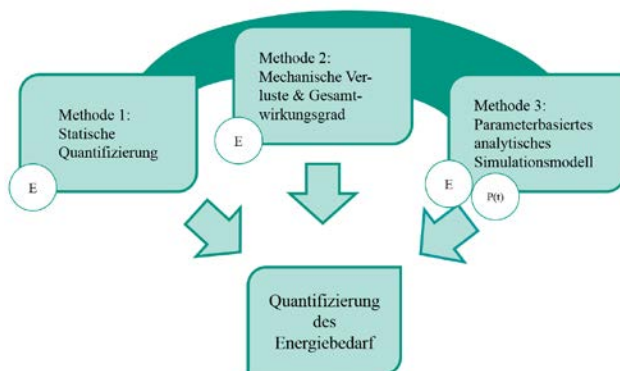 Methode 1:
Statische
Quantifizierung
E
Methode 2:
Mechanische Ver-
luste & Gesamt-
wirkungsgrad
E
Methode 3:
Parameterbasiertes
analytisches
Simulationsmodell
E
P(t)
Quantifizierung
des
Energiebedarf